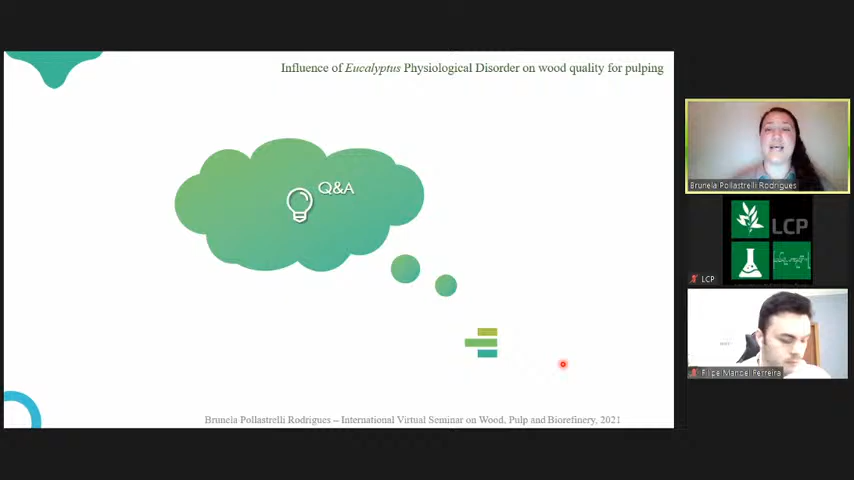 Influence of Eucalyptus Physiological Disorder on wood quality for pulping
Q&A
Brunela Pollastrelli Rodrigues – International Virtual Seminar on Wood, Pulp and Biorefinery, 2021
Brunela Pollastrelli Rodrigues
LCP
LCP
Filipe Manoel Ferreira